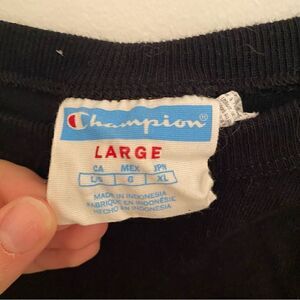 Champion®
LARGE
CA MEX JPN
L/G G XL
MADE IN INDONESIA
FABRIQUÉ EN INDONÉSIE
HECHO EN INDONESIA